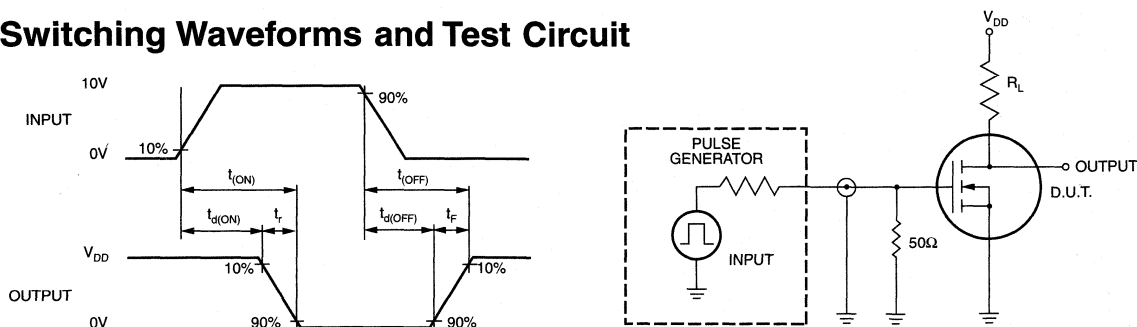 Switching Waveforms and Test Circuit
10V
INPUT
0V
10%
90%
t(ON)
t(OFF)
td(ON)
tr
td(OFF)
tF
VDD
10%
10%
OUTPUT
0V
90%
90%
VDD
RL
PULSE
GENERATOR
OUTPUT
D.U.T.
INPUT
50Ω